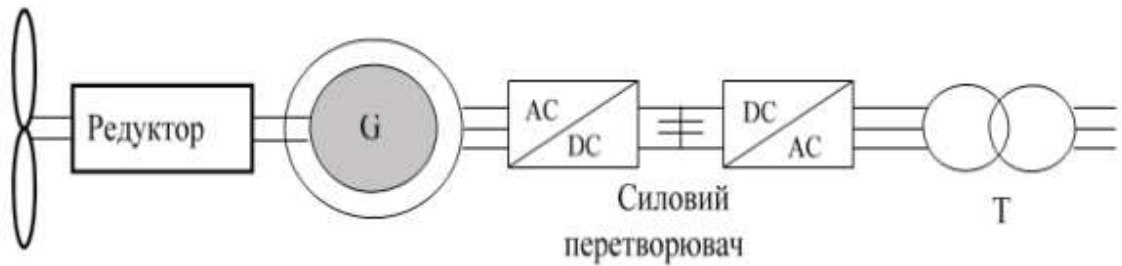 Редуктор
G
AC
DC
DC
AC
Силовий
перетворювач
T